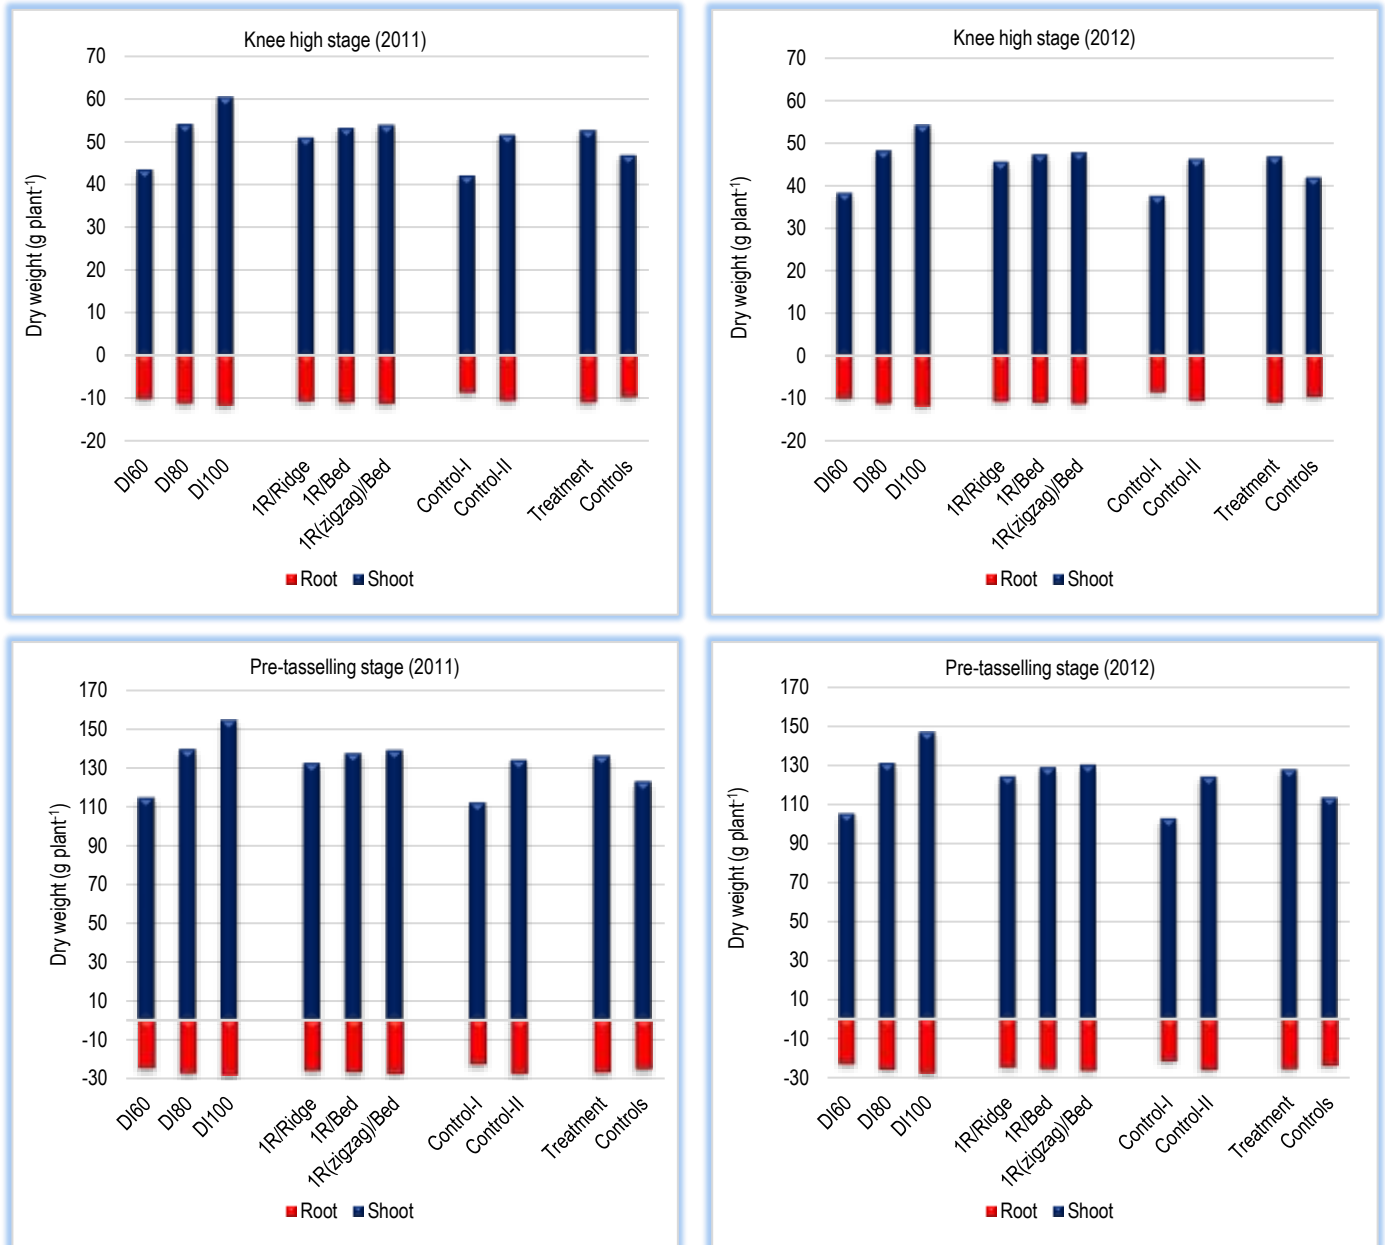 Knee high stage (2011)
70
60
50
40
30
20
10
0
-10
-20
Dry weight (g plant⁻¹)
DI60
DI80
DI100
1R/Ridge
1R/Bed
1R(zigzag)/Bed
Control-I
Control-II
Treatment
Controls
Root Shoot
Knee high stage (2012)
70
60
50
40
30
20
10
0
-10
-20
Dry weight (g plant⁻¹)
DI60
DI80
DI100
1R/Ridge
1R/Bed
1R(zigzag)/Bed
Control-I
Control-II
Treatment
Controls
Root Shoot
Pre-tasselling stage (2011)
170
150
130
110
90
70
50
30
10
-10
-30
Dry weight (g plant⁻¹)
DI60
DI80
DI100
1R/Ridge
1R/Bed
1R(zigzag)/Bed
Control-I
Control-II
Treatment
Controls
Root Shoot
Pre-tasselling stage (2012)
170
150
130
110
90
70
50
30
10
-10
-30
Dry weight (g plant⁻¹)
DI60
DI80
DI100
1R/Ridge
1R/Bed
1R(zigzag)/Bed
Control-I
Control-II
Treatment
Controls
Root Shoot